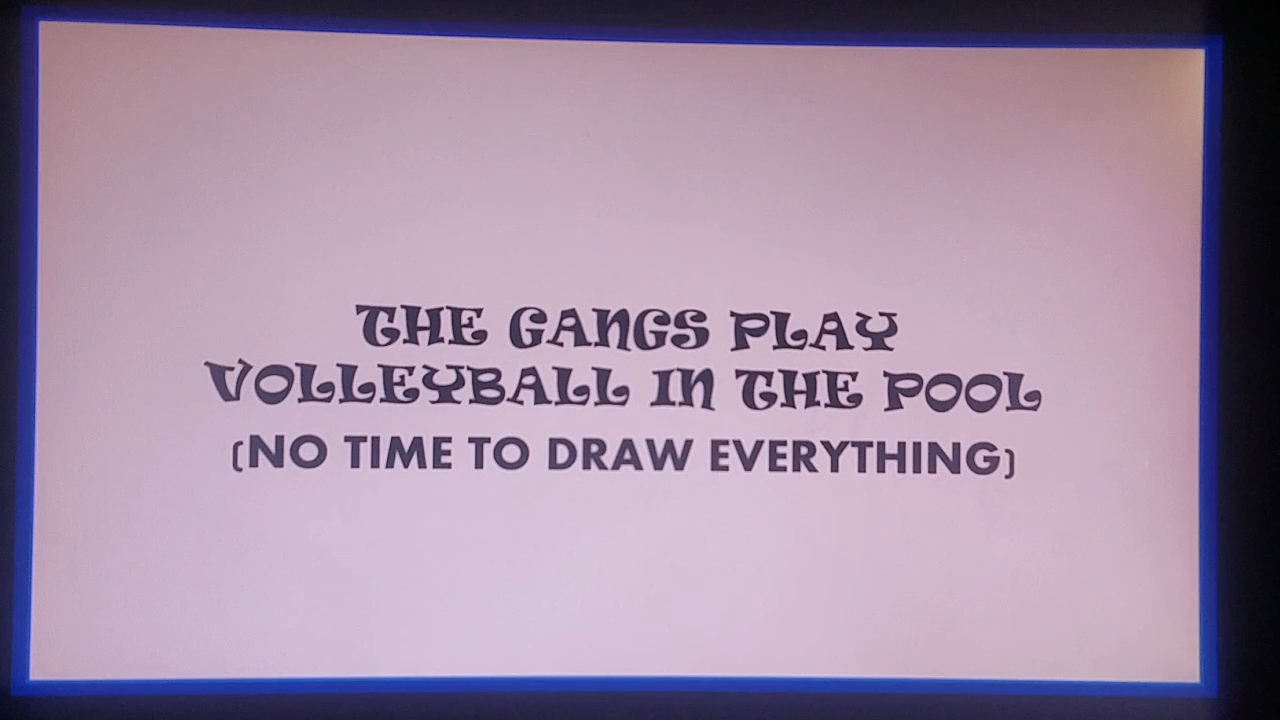 THE GANGS PLAY
VOLLEYBALL IN THE POOL
(NO TIME TO DRAW EVERYTHING)